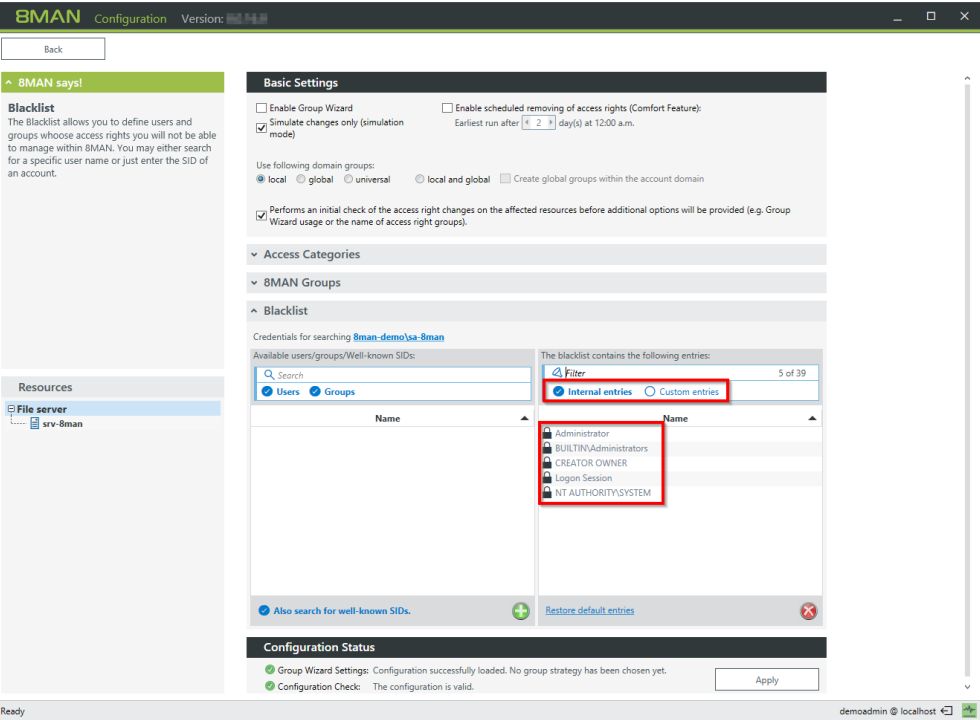 8MAN Configuration Version:
Back
8MAN says!
Blacklist
The Blacklist allows you to define users and
groups whoose access rights you will not be able
to manage within 8MAN. You may either search
for a specific user name or just enter the SID of
an account.
Resources
File server
srv-8man
Basic Settings
Enable Group Wizard
Simulate changes only (simulation
mode)
Enable scheduled removing of access rights (Comfort Feature):
Earliest run after 2 day(s) at 12:00 a.m.
Use following domain groups:
local global universal local and global Create global groups within the account domain
Performs an initial check of the access right changes on the affected resources before additional options will be provided (e.g. Group
Wizard usage or the name of access right groups).
Access Categories
8MAN Groups
Blacklist
Credentials for searching 8man-demo\sa-8man
Available users/groups/Well-known SIDs:
Search
Users Groups
Name
Also search for well-known SIDs.
The blacklist contains the following entries:
Filter 5 of 39
Internal entries Custom entries
Name
Administrator
BUILTIN\Administrators
CREATOR OWNER
Logon Session
NT AUTHORITY\SYSTEM
Restore default entries
Configuration Status
Group Wizard Settings: Configuration successfully loaded. No group strategy has been chosen yet.
Configuration Check: The configuration is valid.
Apply
Ready
demoadmin @ localhost